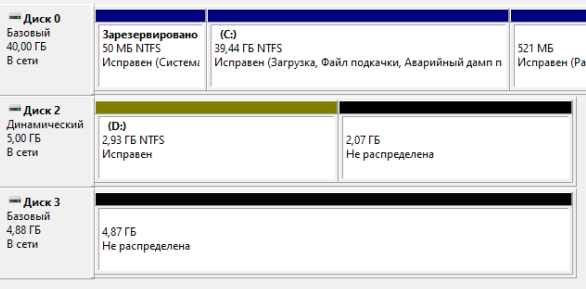 Диск 0
Базовый
40,00 ГБ
В сети
Зарезервировано
50 МБ NTFS
Исправен (Система
(C:)
39,44 ГБ NTFS
Исправен (Загрузка, Файл подкачки, Аварийный дамп п
521 МБ
Исправен (Ра
Диск 2
Динамический
5,00 ГБ
В сети
(D:)
2,93 ГБ NTFS
Исправен
2,07 ГБ
Не распределена
Диск 3
Базовый
4,88 ГБ
В сети
4,87 ГБ
Не распределена